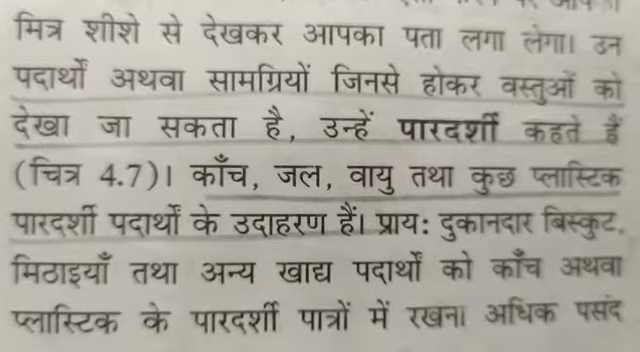 मित्र शीशे से देखकर आपका पता लगा लेगा। उन
पदार्थों अथवा सामग्रियों जिनसे होकर वस्तुओं को
देखा जा सकता है, उन्हें पारदर्शी कहते हैं
(चित्र 4.7)। काँच, जल, वायु तथा कुछ प्लास्टिक
पारदर्शी पदार्थों के उदाहरण हैं। प्राय: दुकानदार बिस्कुट,
मिठाइयाँ तथा अन्य खाद्य पदार्थों को काँच अथवा
प्लास्टिक के पारदर्शी पात्रों में रखना अधिक पसंद